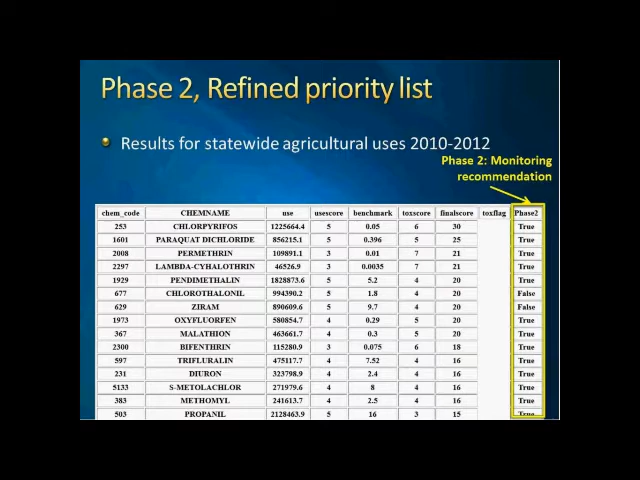 Phase 2, Refined priority list
Results for statewide agricultural uses 2010-2012
Phase 2: Monitoring
recommendation
chem_code CHEMNAME use usescore benchmark toxscore finalscore toxflag Phase2
253 CHLORPYRIFOS 1225664.4 5 0.05 6 30 True
1601 PARAQUAT DICHLORIDE 856215.1 5 0.396 5 25 True
2008 PERMETHRIN 109891.1 3 0.01 7 21 True
2297 LAMBDA-CYHALOTHRIN 46526.9 3 0.0035 7 21 True
1929 PENDIMETHALIN 1828873.6 5 5.2 4 20 True
677 CHLOROTHALONIL 994390.2 5 1.8 4 20 False
629 ZIRAM 890609.6 5 9.7 4 20 False
1973 OXYFLUORFEN 580854.7 4 0.29 5 20 True
367 MALATHION 463661.7 4 0.3 5 20 True
2300 BIFENTHRIN 115280.9 3 0.075 6 18 True
597 TRIFLURALIN 475117.7 4 7.52 4 16 True
231 DIURON 323798.9 4 2.4 4 16 True
5133 S-METOLACHLOR 271979.6 4 8 4 16 True
383 METHOMYL 241613.7 4 2.5 4 16 True
503 PROPANIL 2128463.9 5 16 3 15 True